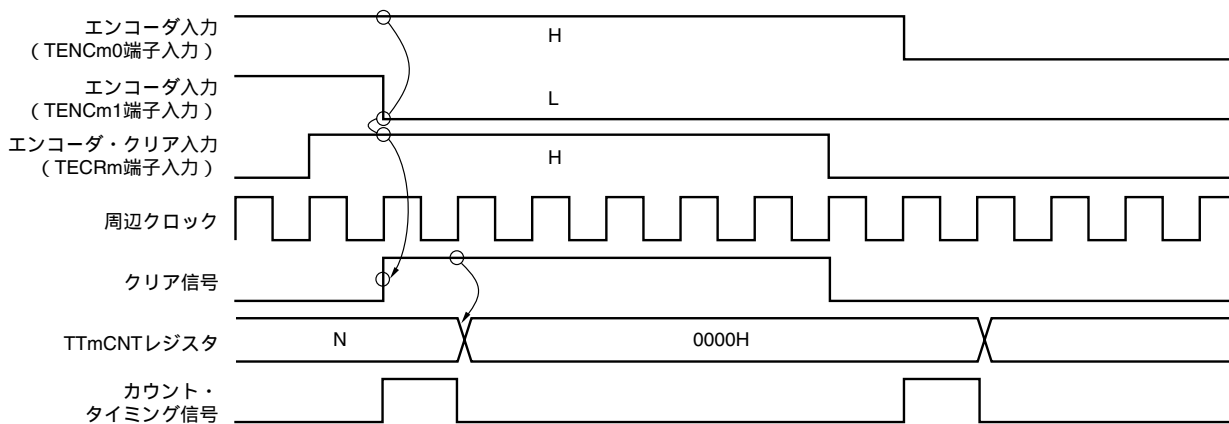 エンコーダ入力
（TENCm0端子入力）
H
エンコーダ入力
（TENCm1端子入力）
L
エンコーダ・クリア入力
（TECRm端子入力）
H
周辺クロック
クリア信号
TTmCNTレジスタ
N
0000H
カウント・
タイミング信号